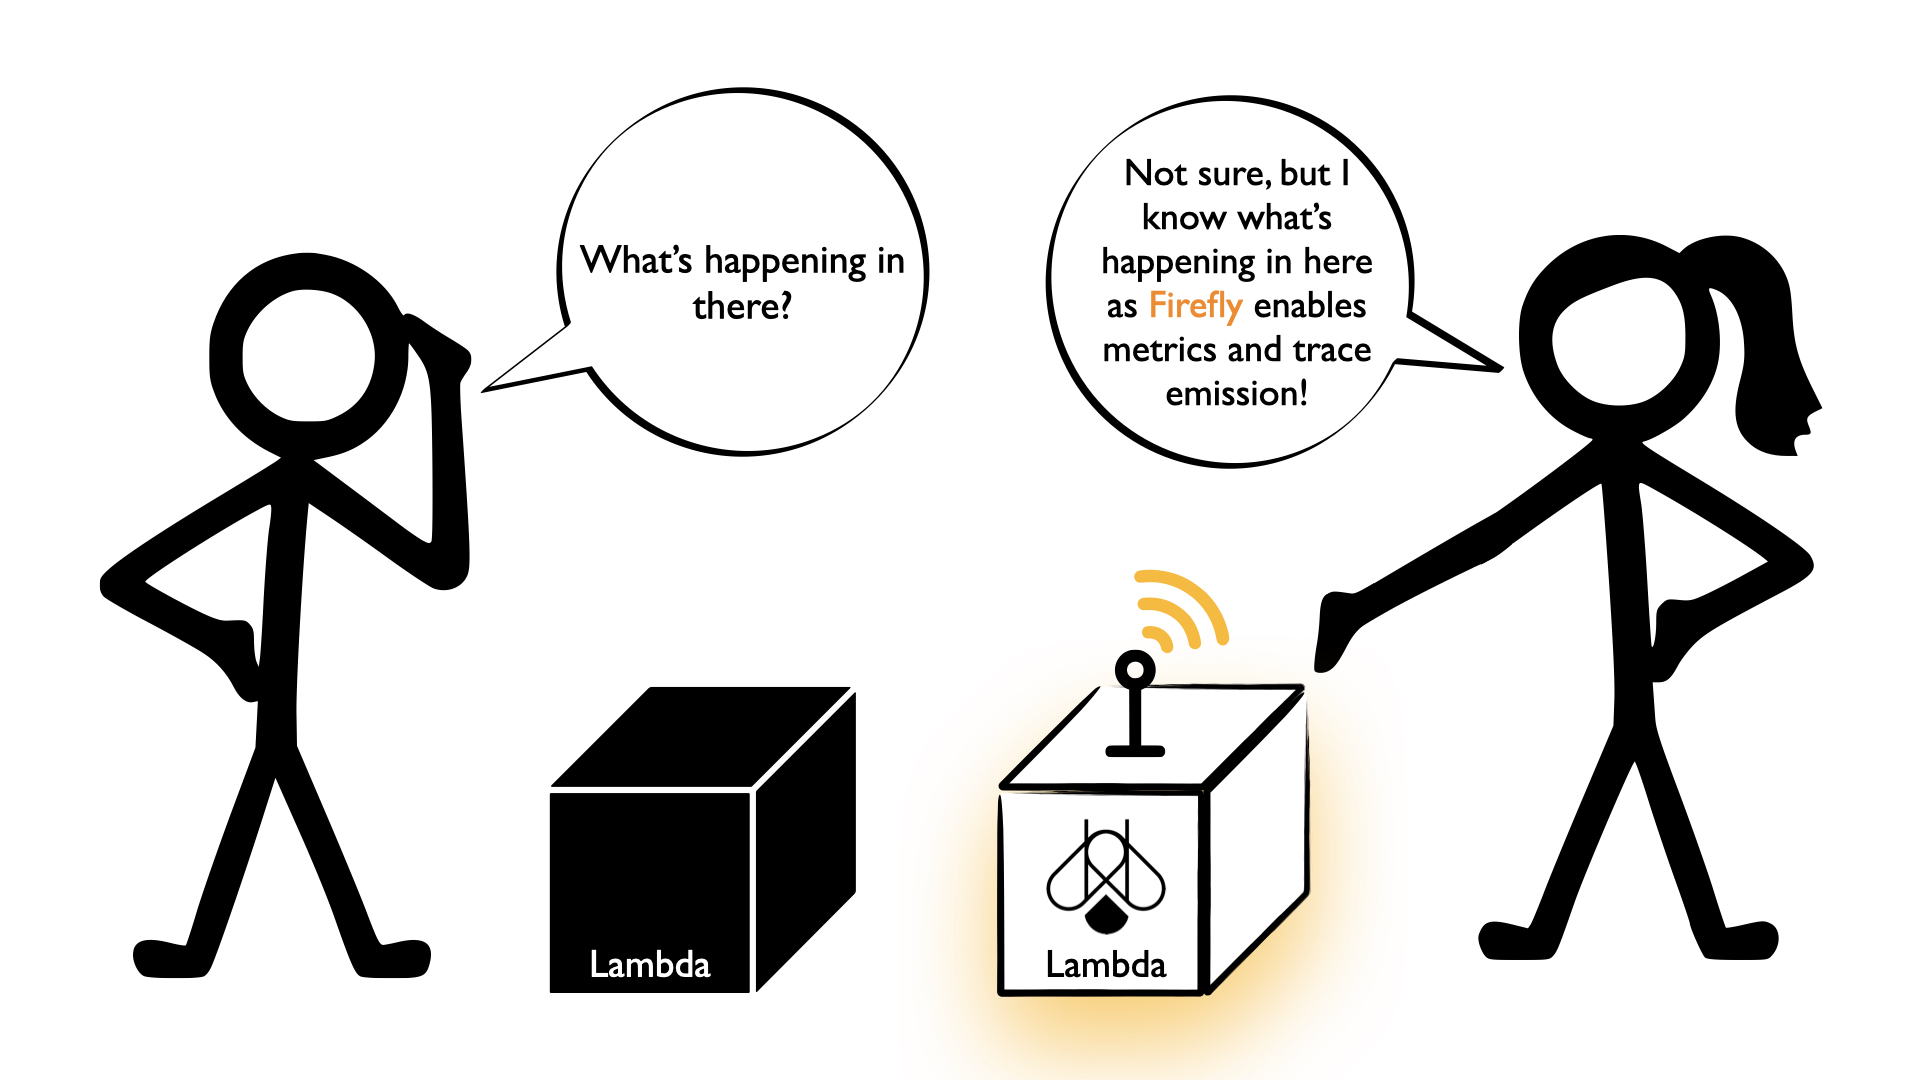 What’s happening in
there?
Not sure, but I
know what’s
happening in here
as Firefly enables
metrics and trace
emission!
Lambda
Lambda